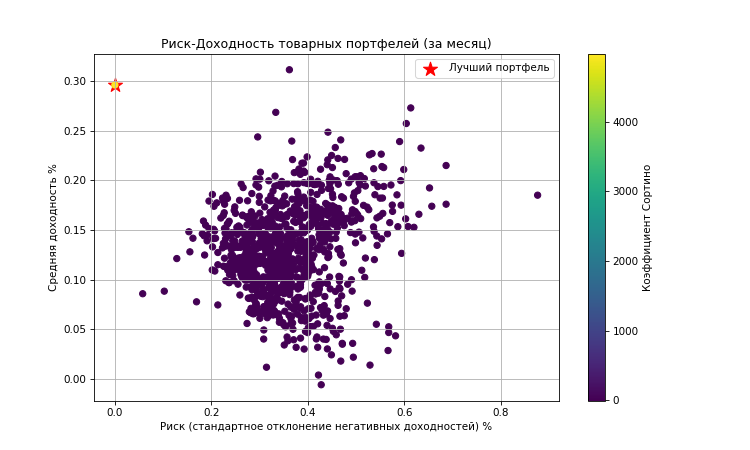 Риск-Доходность товарных портфелей (за месяц)
Лучший портфель
Средняя доходность %
0.30
0.25
0.20
0.15
0.10
0.05
0.00
0.0 0.2 0.4 0.6 0.8
Риск (стандартное отклонение негативных доходностей) %
4000
3000
2000
1000
0
Коэффициент Сортино